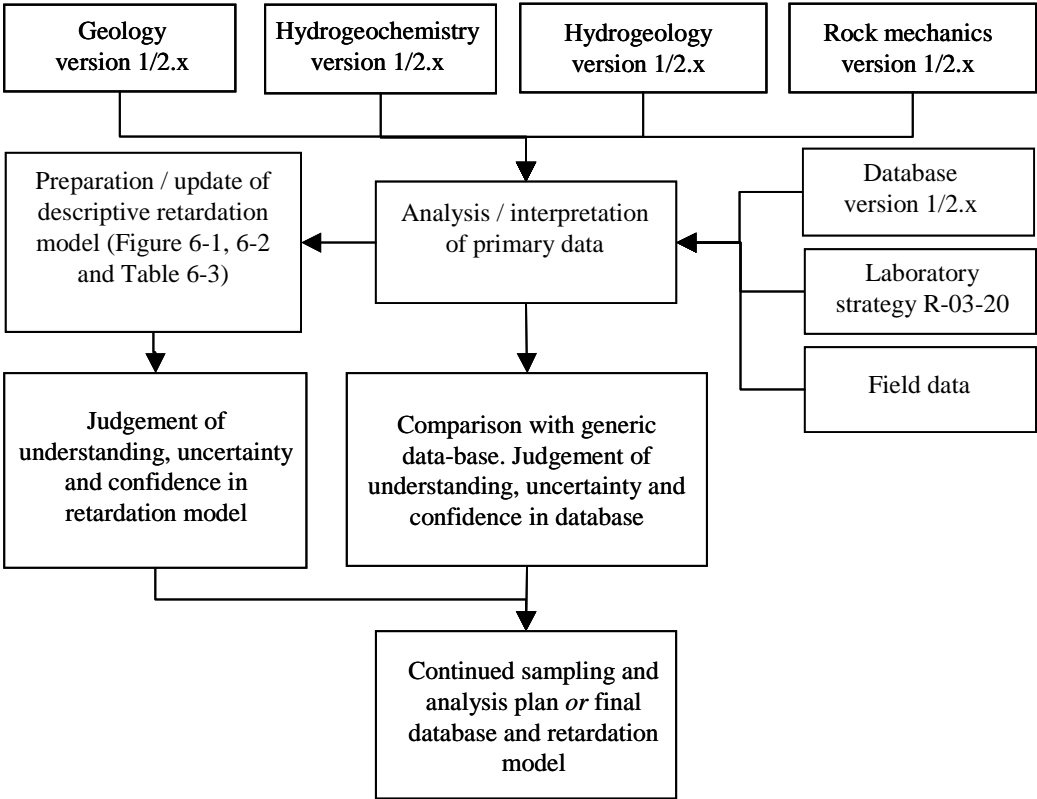 Geology
version 1/2.x
Hydrogeochemistry
version 1/2.x
Hydrogeology
version 1/2.x
Rock mechanics
version 1/2.x
Preparation / update of
descriptive retardation
model (Figure 6-1, 6-2
and Table 6-3)
Analysis / interpretation
of primary data
Database
version 1/2.x
Laboratory
strategy R-03-20
Field data
Judgement of
understanding, uncertainty
and confidence in
retardation model
Comparison with generic
data-base. Judgement of
understanding, uncertainty and
confidence in database
Continued sampling and
analysis plan or final
database and retardation
model